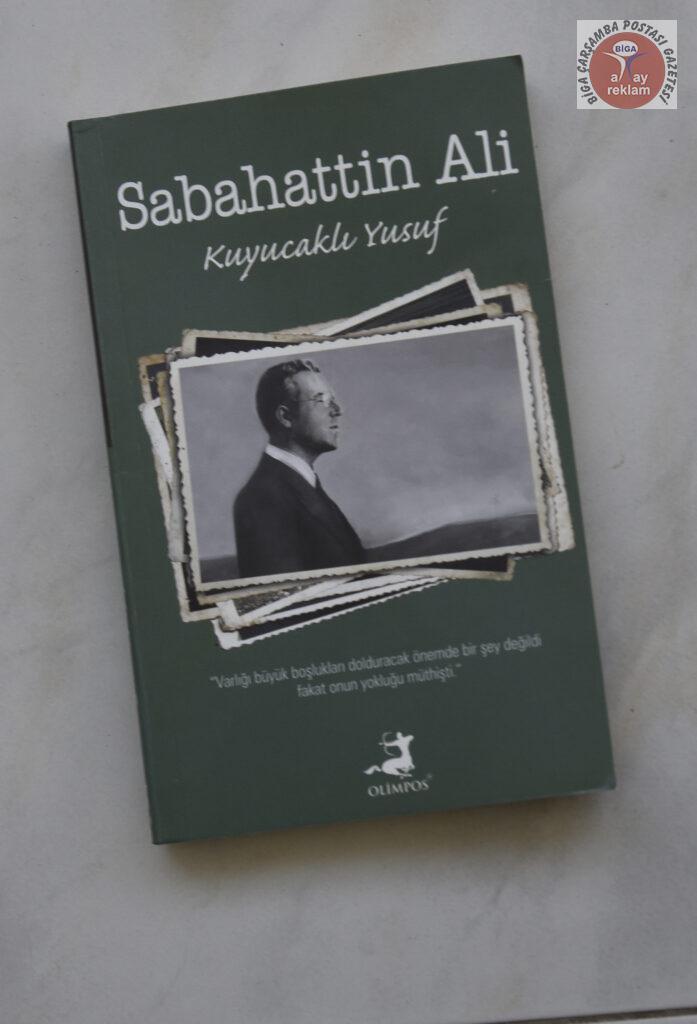 BİGA ÇARŞAMBA POSTASI GAZETESİ
BİGA
ay
reklam
Sabahattin Ali
Kuyucaklı Yusuf
"Varlığı büyük boşlukları dolduracak önemde bir şey değildi
fakat onun yokluğu müthişti."
OLİMPOS